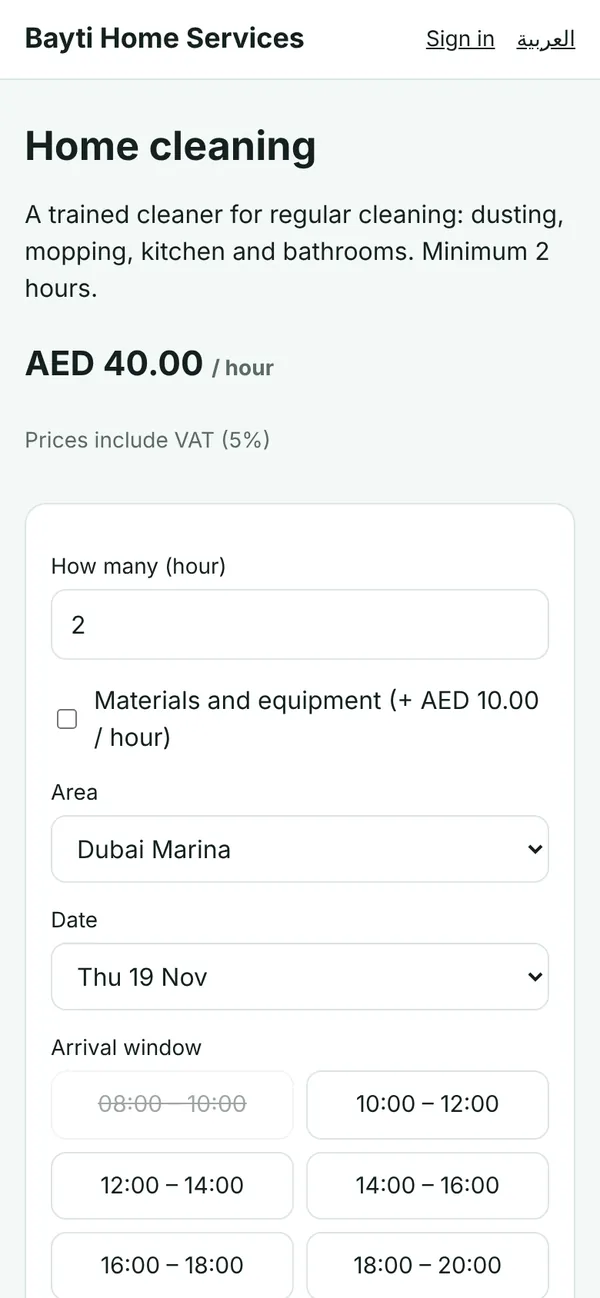 Bayti Home Services
Sign in
العربية
Home cleaning
A trained cleaner for regular cleaning: dusting,
mopping, kitchen and bathrooms. Minimum 2
hours.
AED 40.00 / hour
Prices include VAT (5%)
How many (hour)
2
Materials and equipment (+ AED 10.00
/ hour)
Area
Dubai Marina
Date
Thu 19 Nov
Arrival window
08:00 – 10:00
10:00 – 12:00
12:00 – 14:00
14:00 – 16:00
16:00 – 18:00
18:00 – 20:00